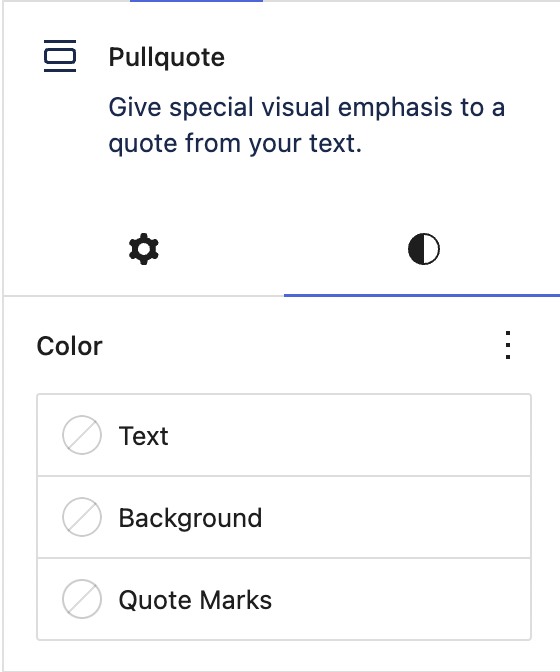 Pullquote
Give special visual emphasis to a
quote from your text.
Color
Text
Background
Quote Marks